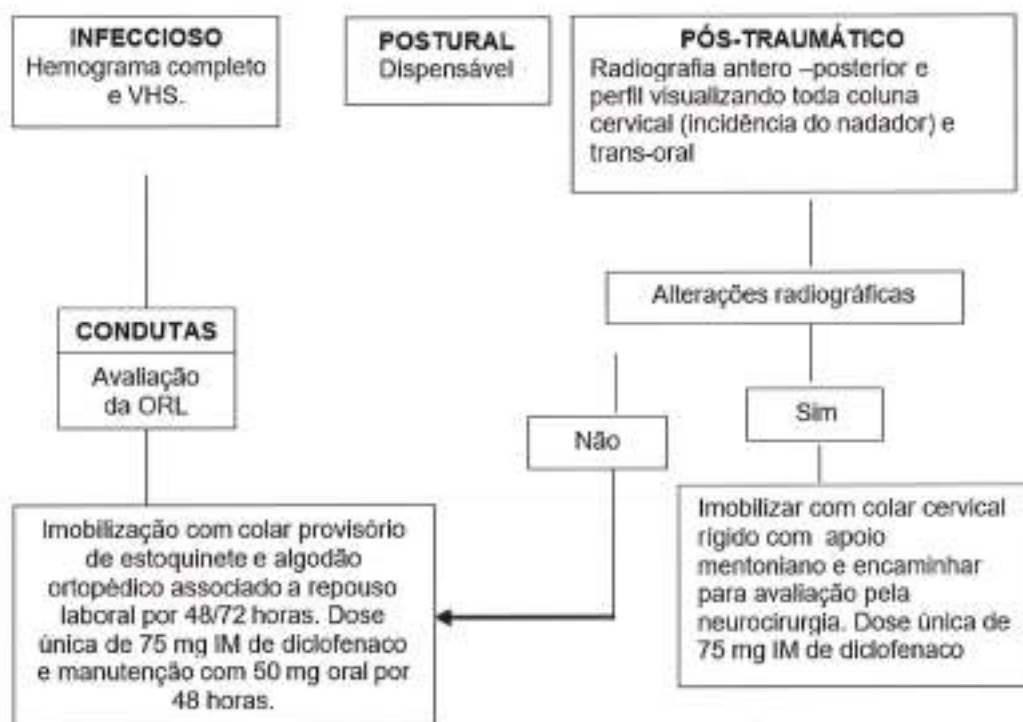 INFECCIOSO
Hemograma completo
e VHS.
POSTURAL
Dispensável
PÓS-TRAUMÁTICO
Radiografia antero –posterior e
perfil visualizando toda coluna
cervical (incidência do nadador) e
trans-oral
Alterações radiográficas
CONDUTAS
Avaliação
da ORL
Não
Sim
Imobilização com colar provisório
de estoquinete e algodão
ortopédico associado a repouso
laboral por 48/72 horas. Dose
única de 75 mg IM de diclofenaco
e manutenção com 50 mg oral por
48 horas.
Imobilizar com colar cervical
rígido com apoio
mentoniano e encaminhar
para avaliação pela
neurocirurgia. Dose única de
75 mg IM de diclofenaco